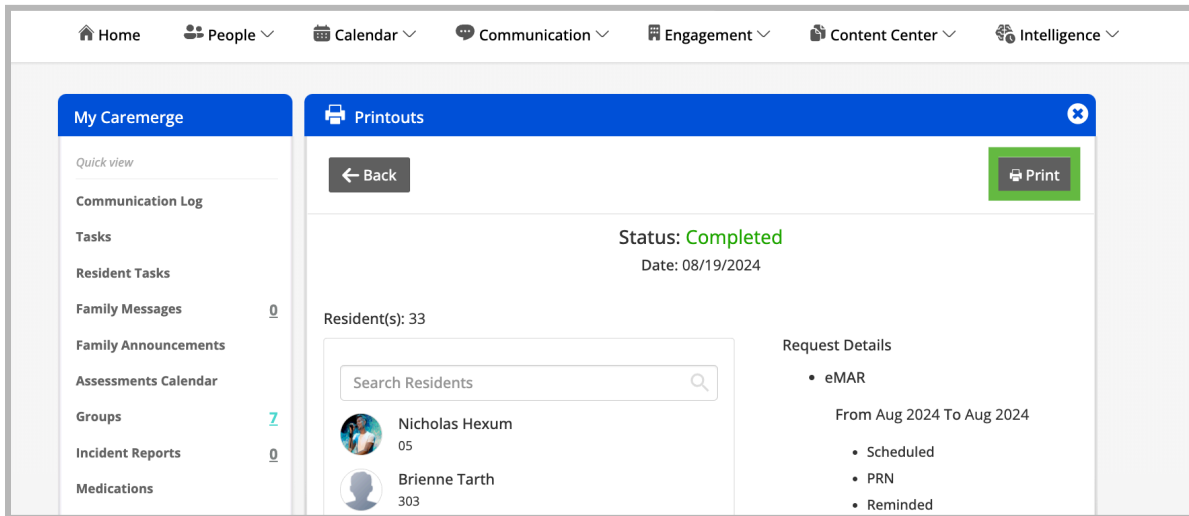 Home People Calendar Communication Engagement Content Center Intelligence
My Caremerge
Quick view
Communication Log
Tasks
Resident Tasks
Family Messages 0
Family Announcements
Assessments Calendar
Groups 7
Incident Reports 0
Medications
Printouts
Back
Print
Status: Completed
Date: 08/19/2024
Resident(s): 33
Search Residents
Nicholas Hexum
05
Brienne Tarth
303
Request Details
• eMAR
From Aug 2024 To Aug 2024
• Scheduled
• PRN
• Reminded